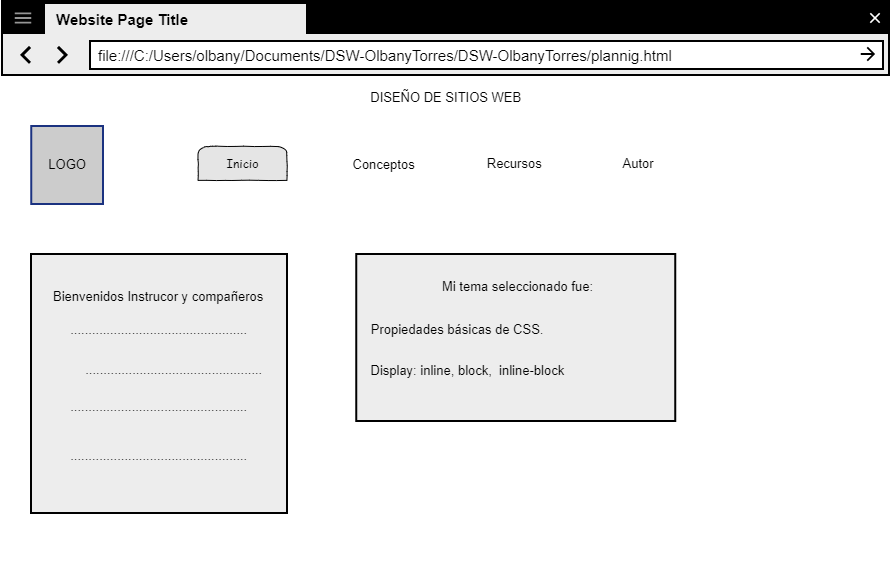 Website Page Title
file:///C:/Users/olbany/Documents/DSW-OlbanyTorres/DSW-OlbanyTorres/plannig.html
DISEÑO DE SITIOS WEB
LOGO
Inicio
Conceptos
Recursos
Autor
Bienvenidos Instrucor y compañeros
Mi tema seleccionado fue:
Propiedades básicas de CSS.
Display: inline, block, inline-block